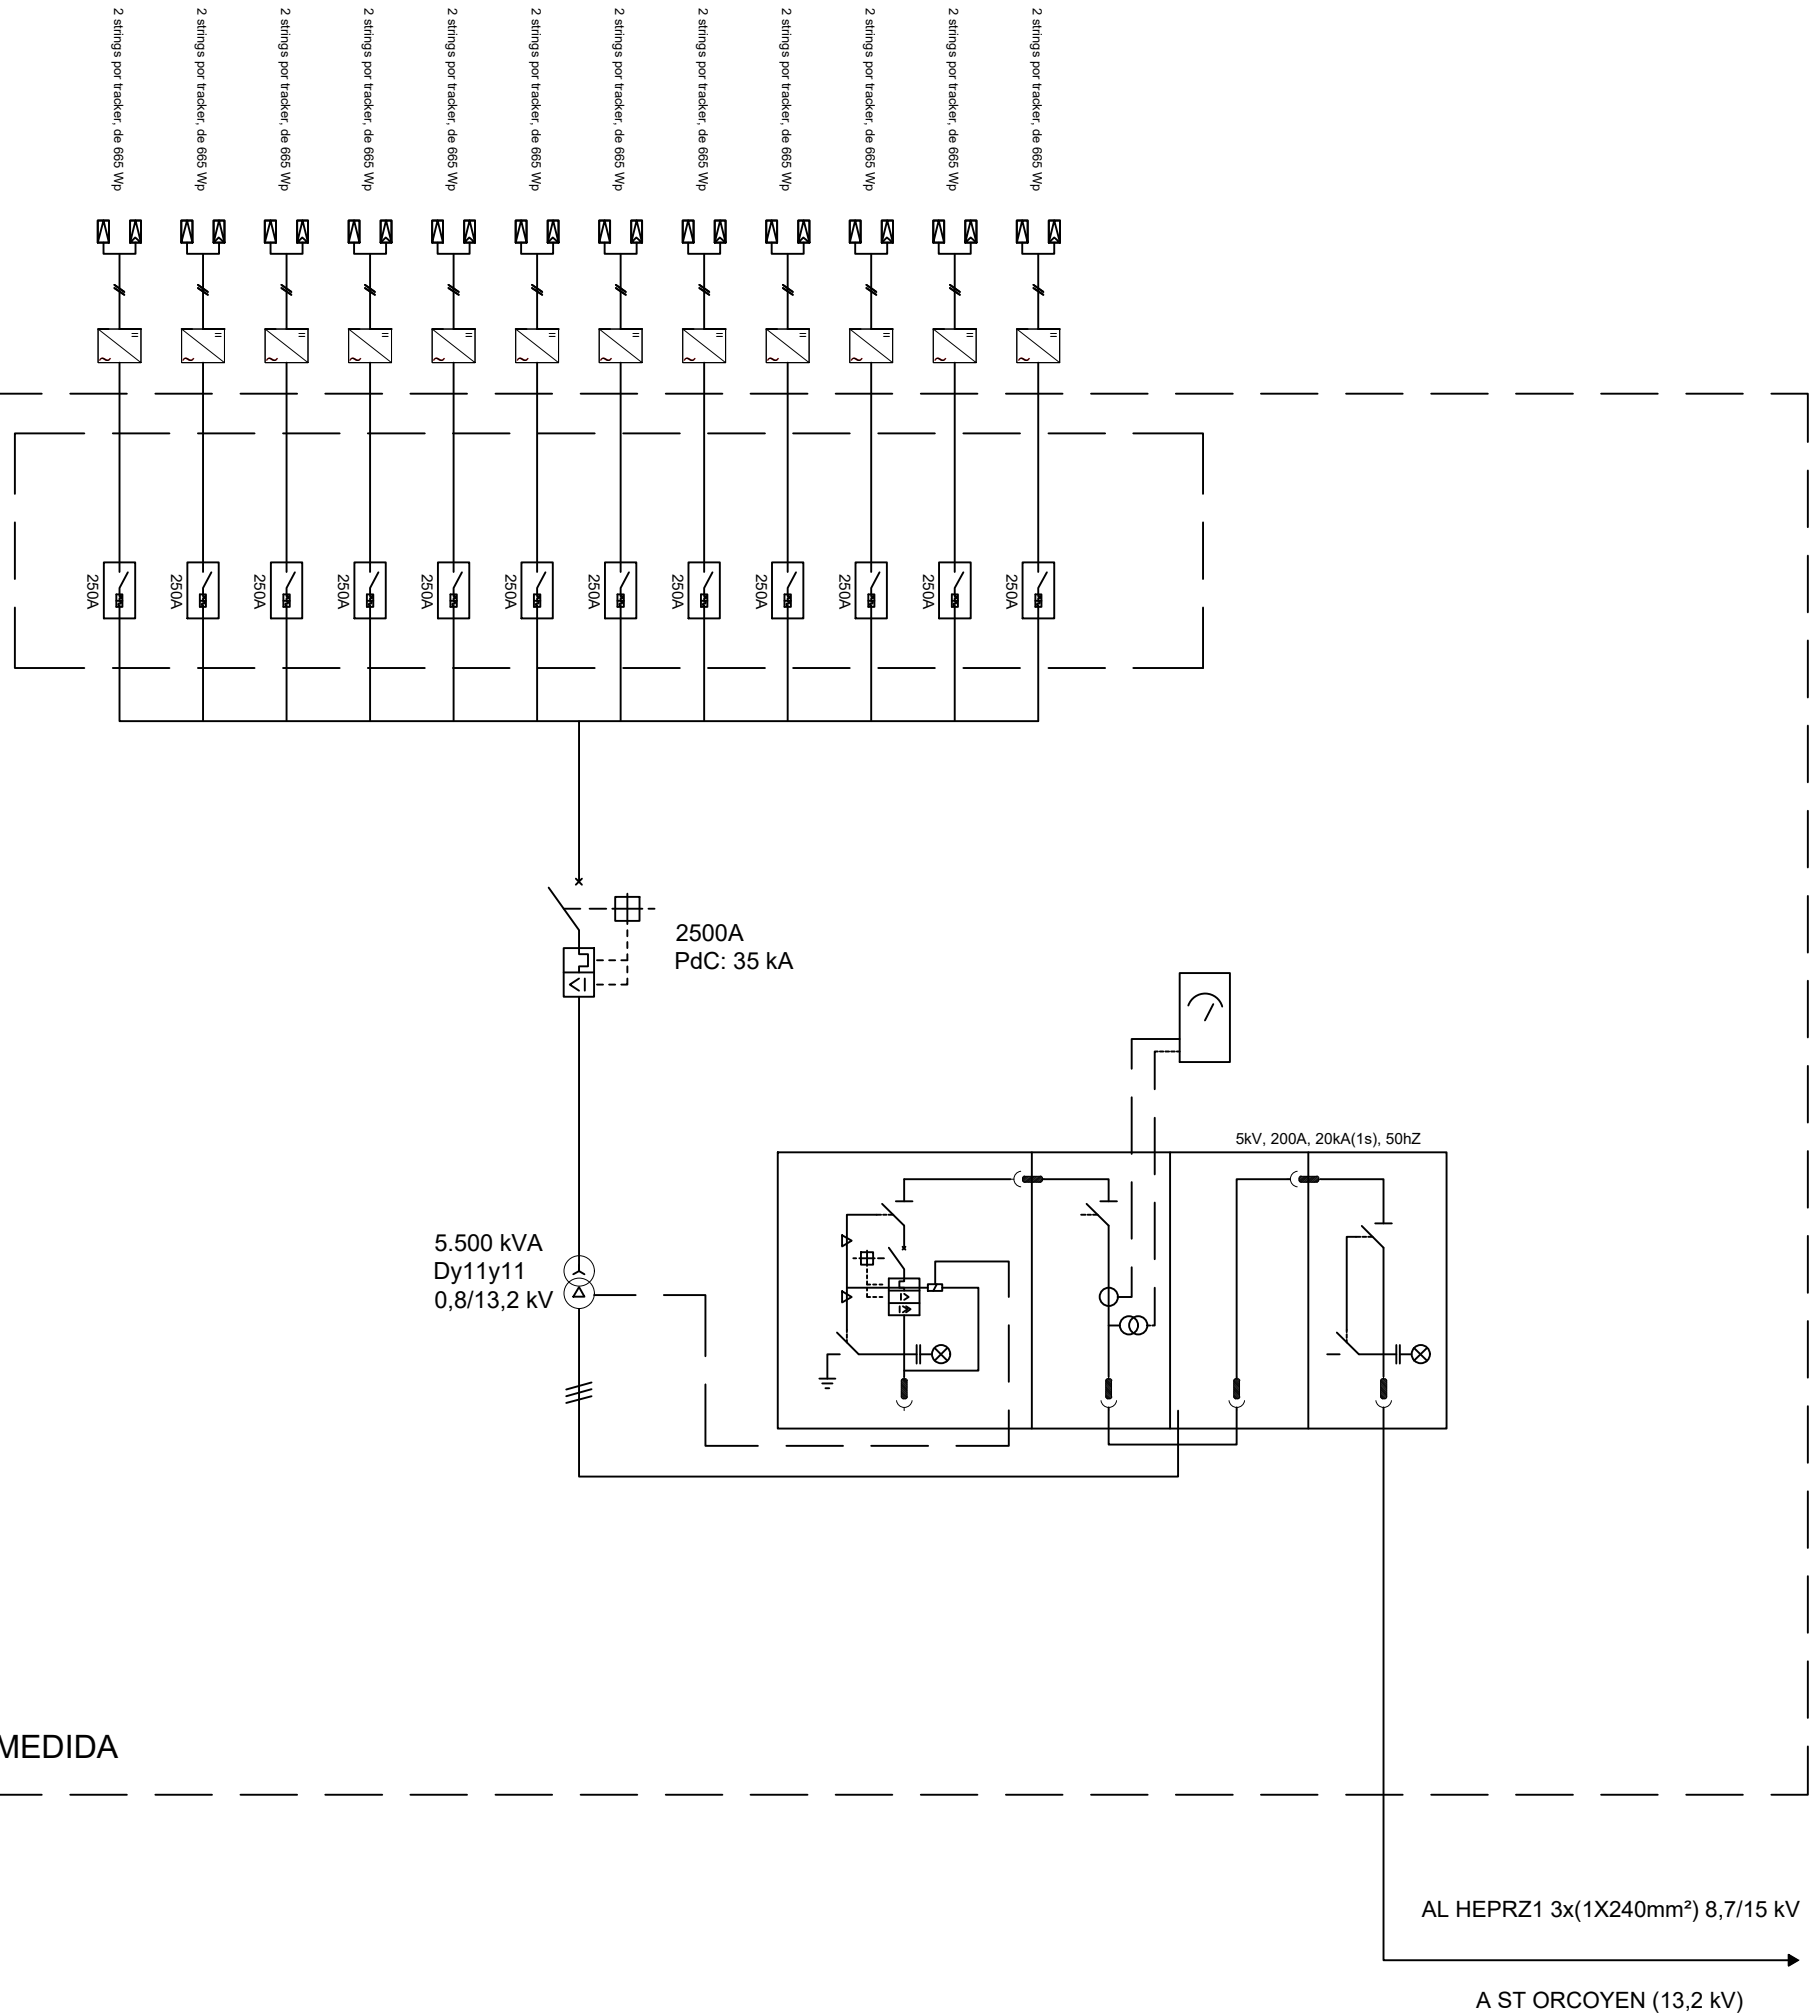 2 strings por tracker, de 665 Wp
2 strings por tracker, de 665 Wp
2 strings por tracker, de 665 Wp
2 strings por tracker, de 665 Wp
2 strings por tracker, de 665 Wp
2 strings por tracker, de 665 Wp
2 strings por tracker, de 665 Wp
2 strings por tracker, de 665 Wp
2 strings por tracker, de 665 Wp
2 strings por tracker, de 665 Wp
2 strings por tracker, de 665 Wp
2 strings por tracker, de 665 Wp
250A
250A
250A
250A
250A
250A
250A
250A
250A
250A
250A
250A
2500A
PdC: 35 kA
5kV, 200A, 20kA(1s), 50hZ
5.500 kVA
Dy11y11
0,8/13,2 kV
MEDIDA
AL HEPRZ1 3x(1X240mm²) 8,7/15 kV
A ST ORCOYEN (13,2 kV)